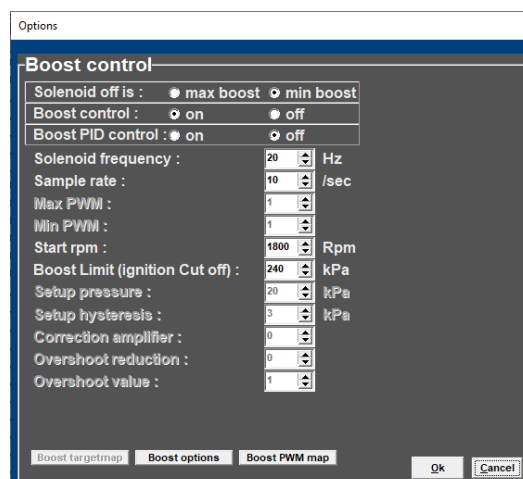 Options
Boost control
Solenoid off is : max boost min boost
Boost control : on off
Boost PID control : on off
Solenoid frequency : 20 Hz
Sample rate : 10 /sec
Max PWM : 1
Min PWM : 1
Start rpm : 1800 Rpm
Boost Limit (ignition Cut off) : 240 kPa
Setup pressure : 20 kPa
Setup hysteresis : 3 kPa
Correction amplifier : 0
Overshoot reduction : 0
Overshoot value : 1
Boost targetmap Boost options Boost PWM map
Ok Cancel